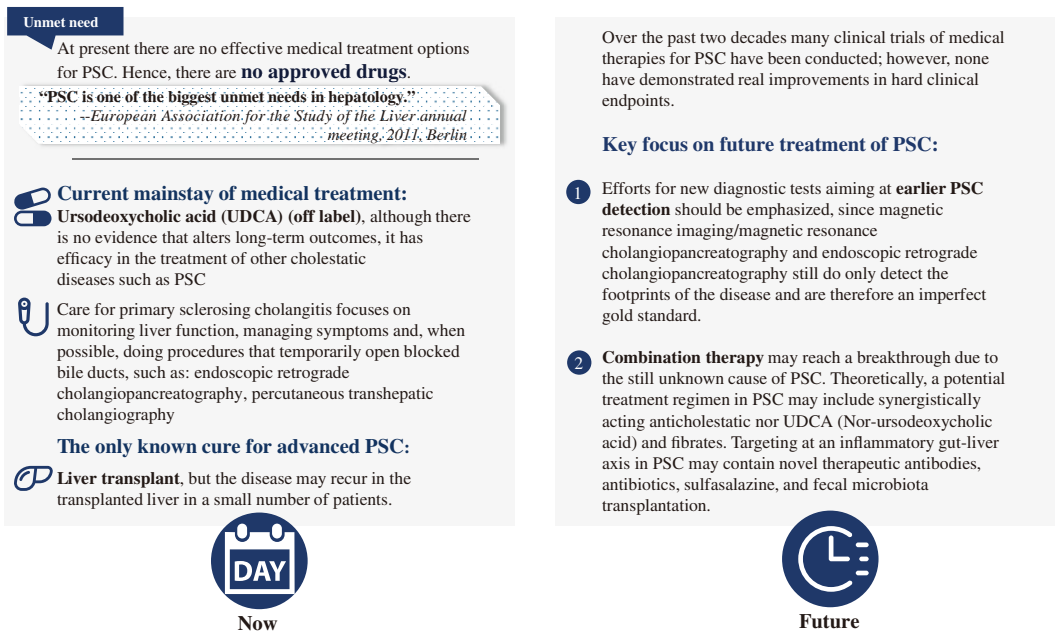 Unmet need
At present there are no effective medical treatment options
for PSC. Hence, there are no approved drugs.
“PSC is one of the biggest unmet needs in hepatology.”
--European Association for the Study of the Liver annual
meeting, 2011, Berlin
Current mainstay of medical treatment:
Ursodeoxycholic acid (UDCA) (off label), although there
is no evidence that alters long-term outcomes, it has
efficacy in the treatment of other cholestatic
diseases such as PSC
Care for primary sclerosing cholangitis focuses on
monitoring liver function, managing symptoms and, when
possible, doing procedures that temporarily open blocked
bile ducts, such as: endoscopic retrograde
cholangiopancreatography, percutaneous transhepatic
cholangiography
The only known cure for advanced PSC:
Liver transplant, but the disease may recur in the
transplanted liver in a small number of patients.
DAY
Now
Over the past two decades many clinical trials of medical
therapies for PSC have been conducted; however, none
have demonstrated real improvements in hard clinical
endpoints.
Key focus on future treatment of PSC:
1 Efforts for new diagnostic tests aiming at earlier PSC
detection should be emphasized, since magnetic
resonance imaging/magnetic resonance
cholangiopancreatography and endoscopic retrograde
cholangiopancreatography still do only detect the
footprints of the disease and are therefore an imperfect
gold standard.
2 Combination therapy may reach a breakthrough due to
the still unknown cause of PSC. Theoretically, a potential
treatment regimen in PSC may include synergistically
acting anticholestatic nor UDCA (Nor-ursodeoxycholic
acid) and fibrates. Targeting at an inflammatory gut-liver
axis in PSC may contain novel therapeutic antibodies,
antibiotics, sulfasalazine, and fecal microbiota
transplantation.
Future